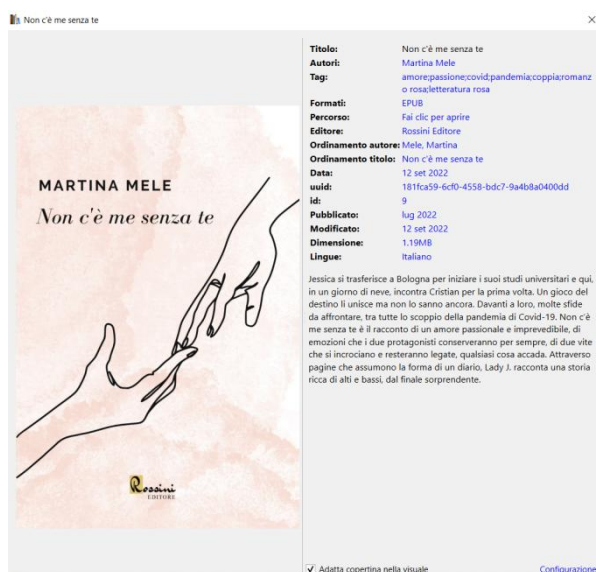 Non c'è me senza te
MARTINA MELE
Non c'è me senza te
Rossini
EDITORE
Titolo: Non c'è me senza te
Autori: Martina Mele
Tag: amore;passione;covid;pandemia;coppia;romanz
o rosa;letteratura rosa
Formati: EPUB
Percorso: Fai clic per aprire
Editore: Rossini Editore
Ordinamento autore: Mele, Martina
Ordinamento titolo: Non c'è me senza te
Data: 12 set 2022
uuid: 181fca59-6cf0-4558-bdc7-9a4b8a0400dd
id: 9
Pubblicato: lug 2022
Modificato: 12 set 2022
Dimensione: 1.19MB
Lingue: Italiano
Jessica si trasferisce a Bologna per iniziare i suoi studi universitari e qui,
in un giorno di neve, incontra Cristian per la prima volta. Un gioco del
destino li unisce ma non lo sanno ancora. Davanti a loro, molte sfide
da affrontare, tra tutte lo scoppio della pandemia di Covid-19. Non c'è
me senza te è il racconto di un amore passionale e imprevedibile, di
emozioni che i due protagonisti conserveranno per sempre, di due vite
che si incrociano e resteranno legate, qualsiasi cosa accada. Attraverso
pagine che assumono la forma di un diario, Lady J. racconta una storia
ricca di alti e bassi, dal finale sorprendente.
Adatta copertina nella visuale
Configurazione